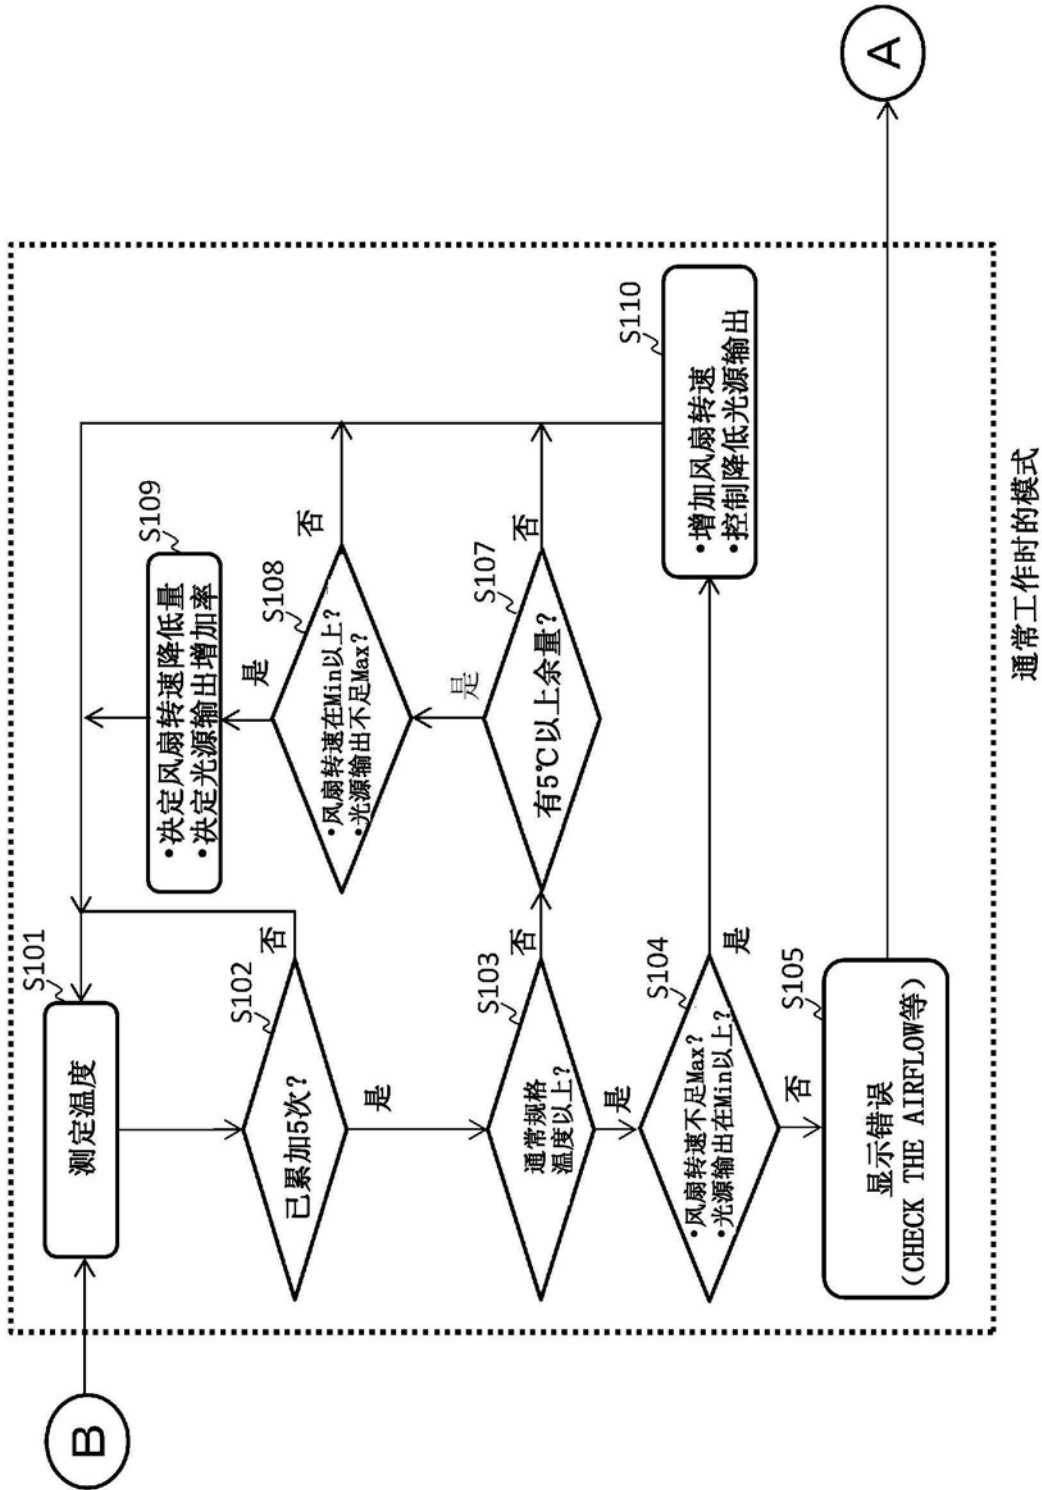 B
S101
测定温度
S102
已累加5次？
否
是
S103
通常规格
温度以上？
否
是
S104
•风扇转速不足Max？
•光源输出在Min以上？
是
否
S105
显示错误
(CHECK THE AIRFLOW等)
S109
•决定风扇转速降低量
•决定光源输出增加率
是
S108
•风扇转速在Min以上？
•光源输出不足Max？
否
是
S107
有5℃以上余量？
否
S110
•增加风扇转速
•控制降低光源输出
A
通常工作时的模式